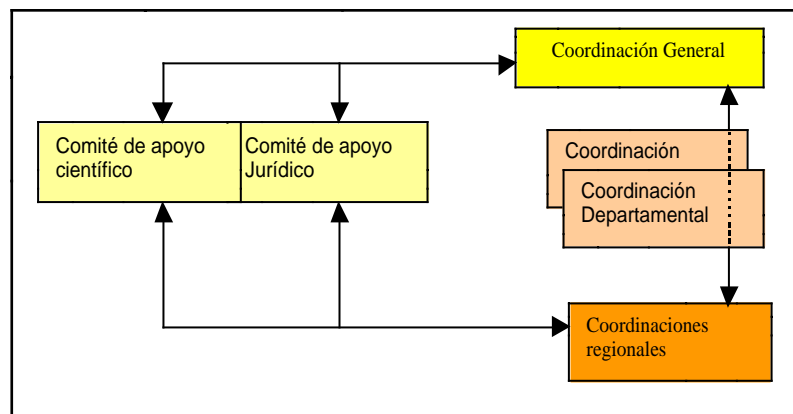 Coordinación General
Comité de apoyo
científico
Comité de apoyo
Jurídico
Coordinación
Coordinación
Departamental
Coordinaciones
regionales